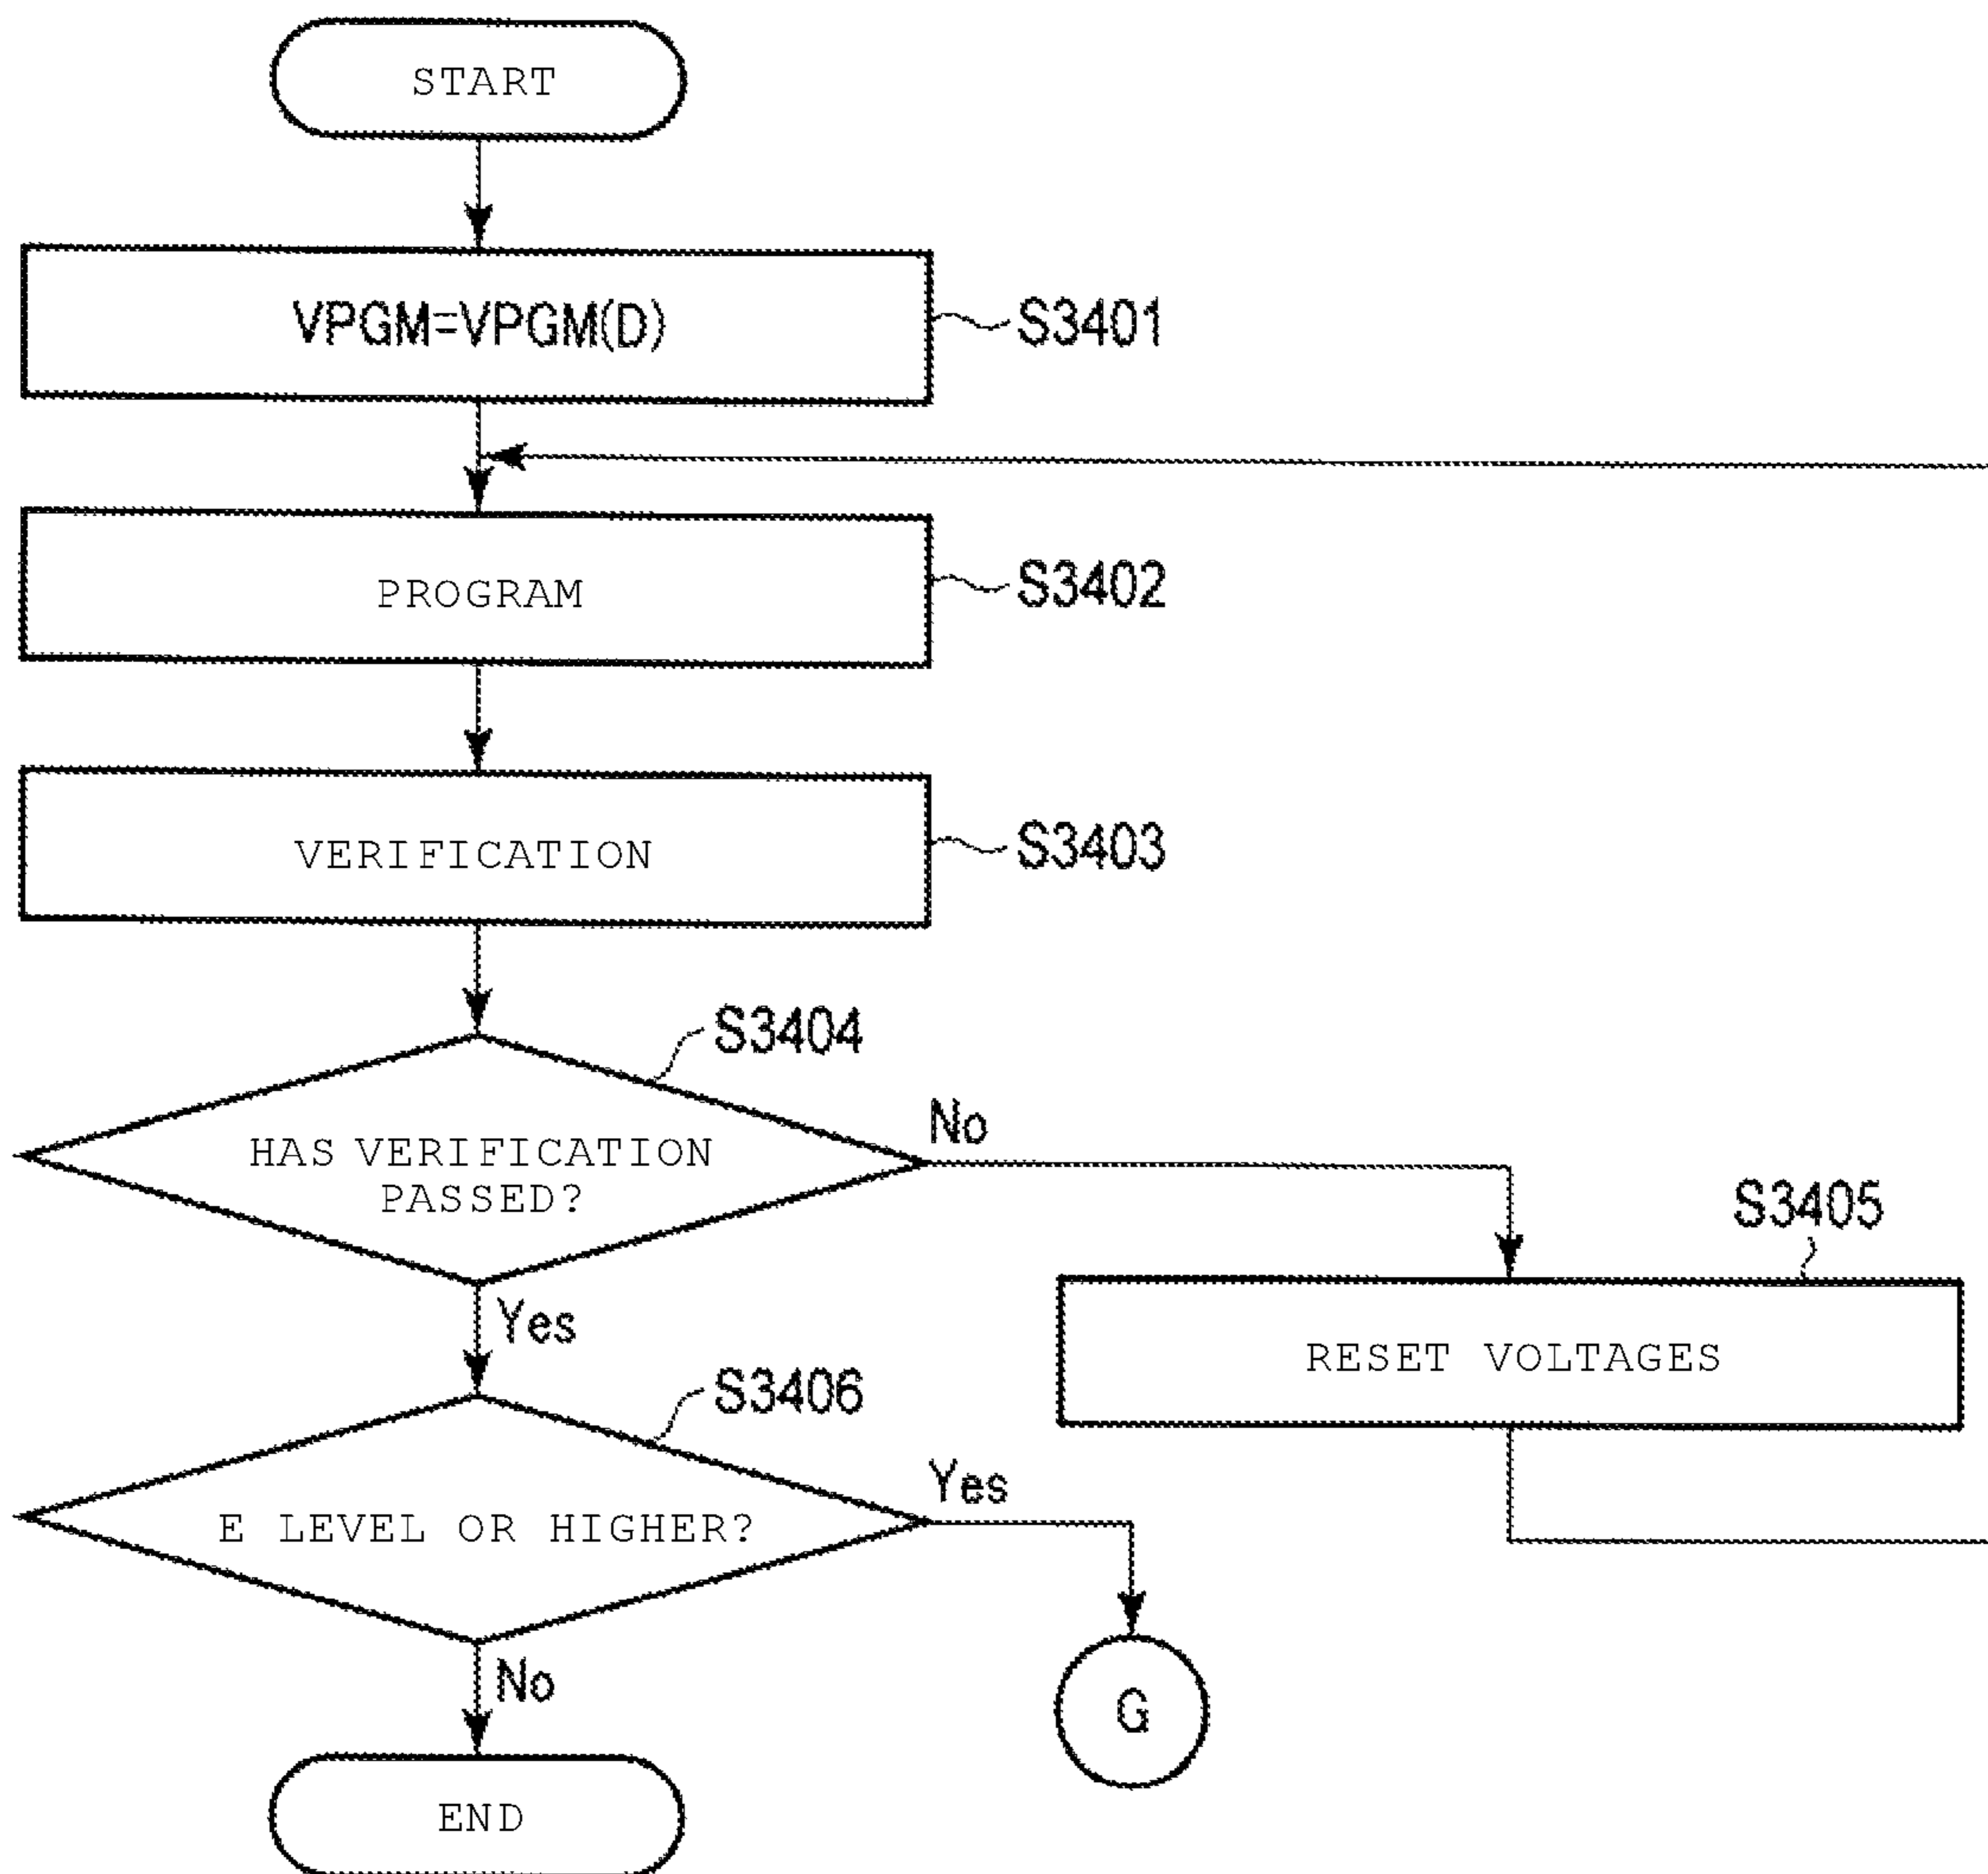 START
VPGM=VPGM(D)
S3401
PROGRAM
S3402
VERIFICATION
S3403
S3404
HAS VERIFICATION
PASSED?
No
S3405
RESET VOLTAGES
Yes
S3406
E LEVEL OR HIGHER?
Yes
G
No
END